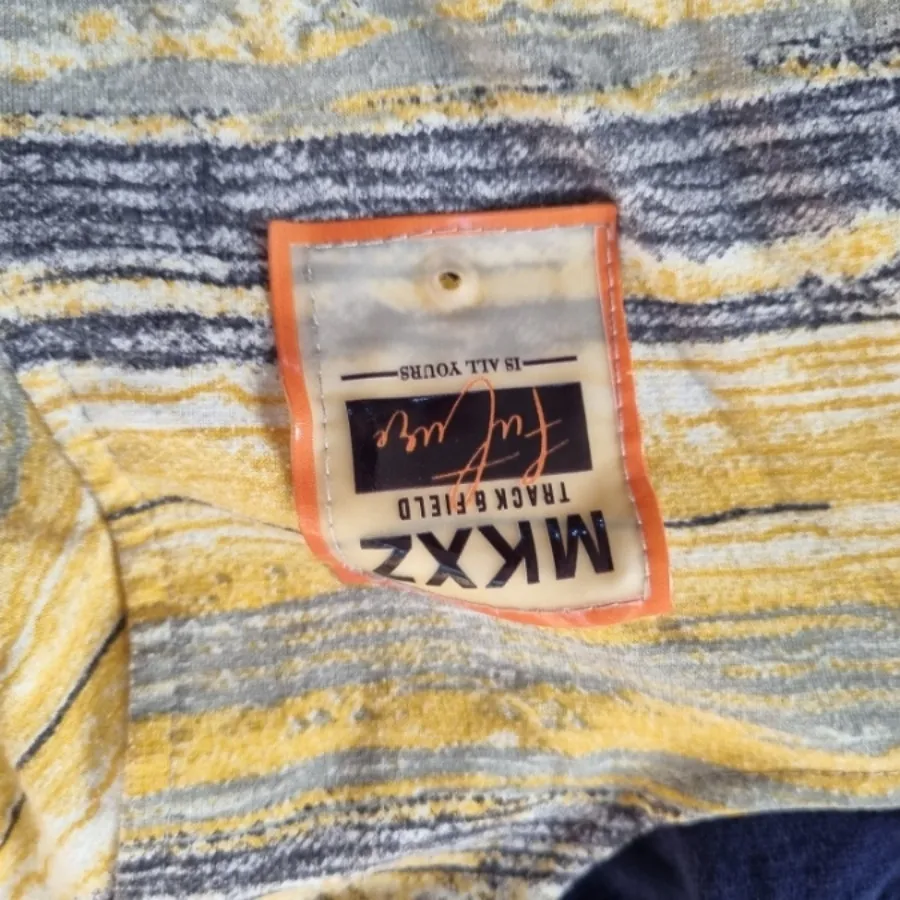 MKXZ
TRACK & FIELD
Future
IS ALL YOURS